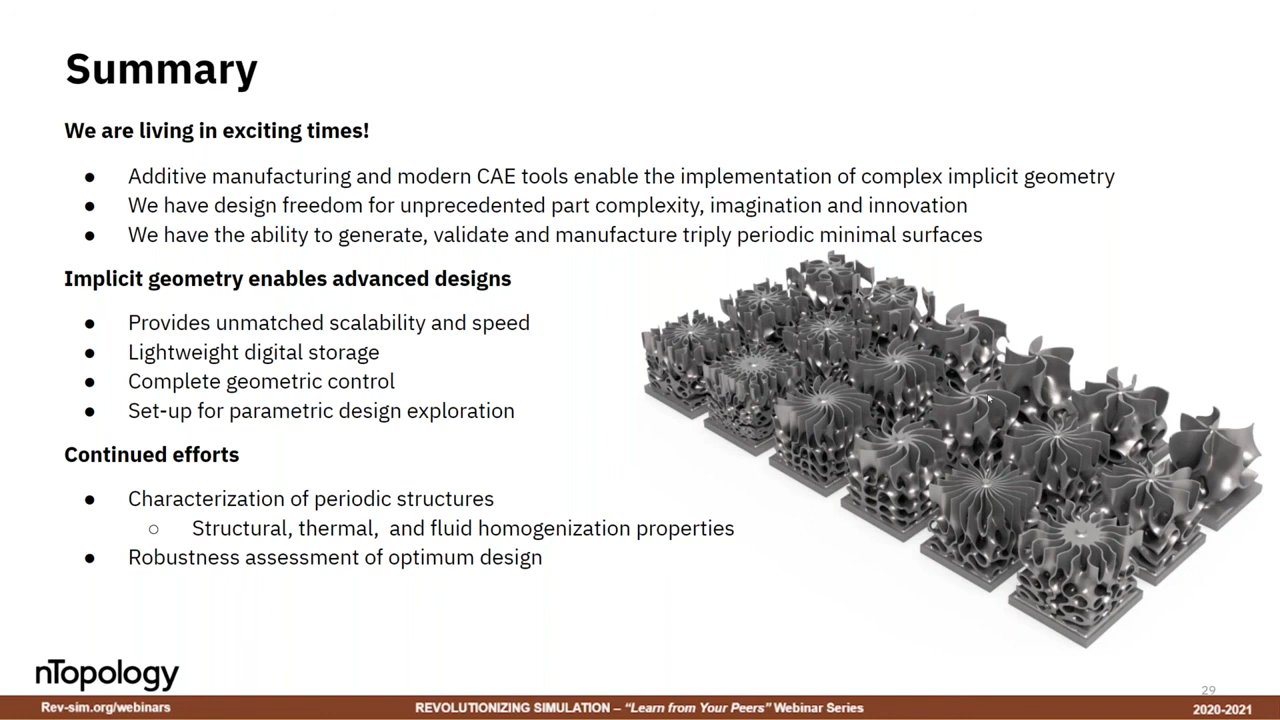 Summary
We are living in exciting times!
● Additive manufacturing and modern CAE tools enable the implementation of complex implicit geometry
● We have design freedom for unprecedented part complexity, imagination and innovation
● We have the ability to generate, validate and manufacture triply periodic minimal surfaces
Implicit geometry enables advanced designs
● Provides unmatched scalability and speed
● Lightweight digital storage
● Complete geometric control
● Set-up for parametric design exploration
Continued efforts
● Characterization of periodic structures
○ Structural, thermal, and fluid homogenization properties
● Robustness assessment of optimum design
nTopology
29
Rev-sim.org/webinars
REVOLUTIONIZING SIMULATION – “Learn from Your Peers” Webinar Series
2020-2021